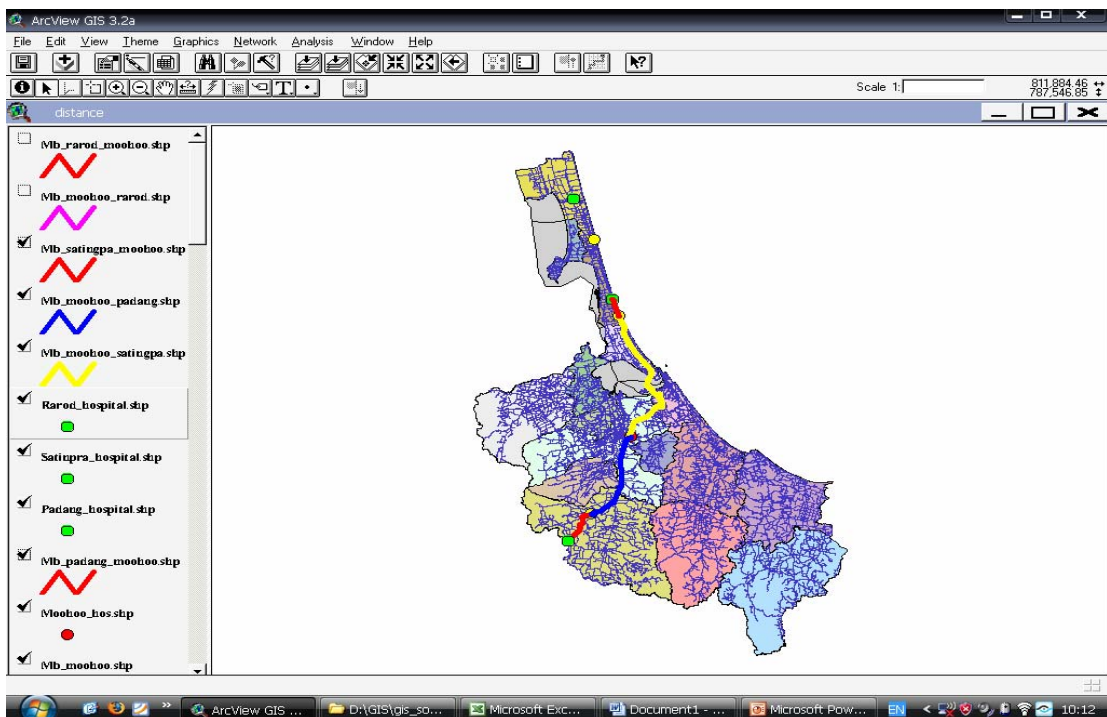 ArcView GIS 3.2a
File Edit View Theme Graphics Network Analysis Window Help
Scale 1:
811,884.46
787,546.85
distance
Mb_rarod_moohoo.shp
Mb_moohoo_rarod.shp
Mb_satingpa_moohoo.shp
Mb_moohoo_padang.shp
Mb_moohoo_satingpa.shp
Rarod_hospital.shp
Satinpra_hospital.shp
Padang_hospital.shp
Mb_padang_moohoo.shp
Moohoo_hos.shp
Mb_moohoo.shp
ArcView GIS ... D:\GIS\gis_so... Microsoft Exc... Document1 - ... Microsoft Pow... EN 10:12